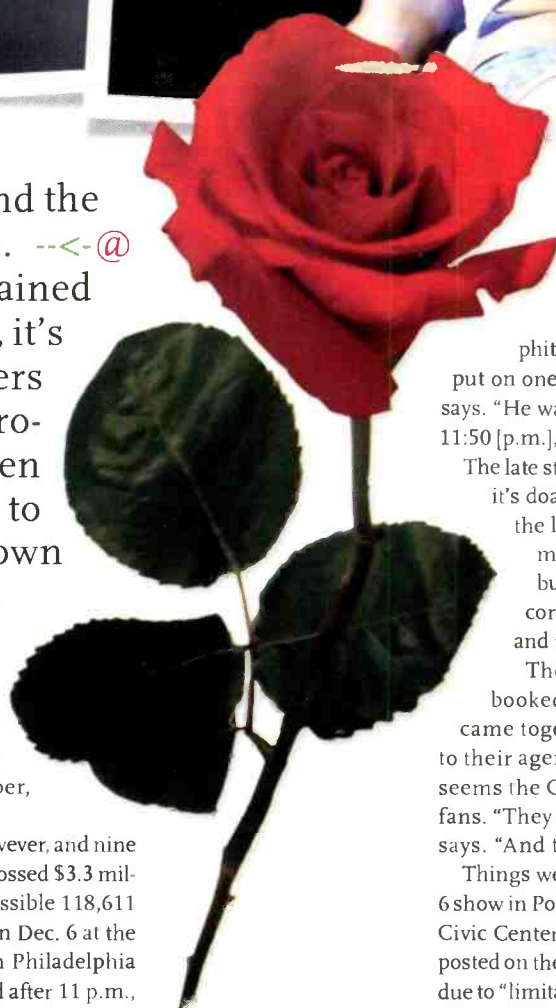 nd the
. --<-@
ained
, it's
ers
ro-
en
to
own
ber,
vever, and nine
ossed $3.3 mil-
ssible 118,611
n Dec. 6 at the
n Philadelphia
d after 11 p.m.,
phit
put on one
says. "He wa
11:50 [p.m.],
The late st
it's doa
the l
m
bu
cor
and
The
booked
came toge
to their age
seems the C
fans. "They
says. "And t
Things we
6 show in Po
Civic Center
posted on the
due to "limita